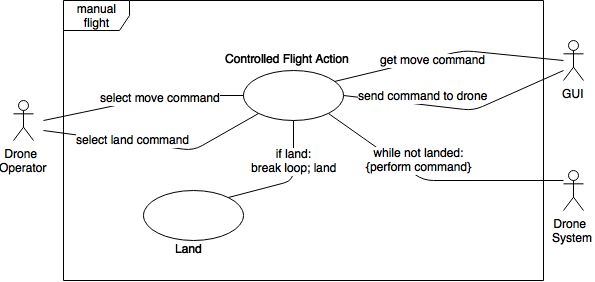 manual
flight
Controlled Flight Action
get move command
select move command
send command to drone
GUI
select land command
Drone
Operator
if land:
break loop; land
while not landed:
{perform command}
Land
Drone
System